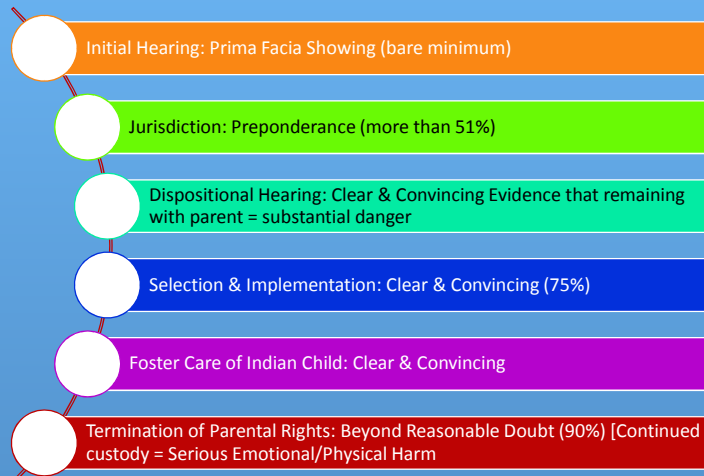 Initial Hearing: Prima Facia Showing (bare minimum)
Jurisdiction: Preponderance (more than 51%)
Dispositional Hearing: Clear & Convincing Evidence that remaining
with parent = substantial danger
Selection & Implementation: Clear & Convincing (75%)
Foster Care of Indian Child: Clear & Convincing
Termination of Parental Rights: Beyond Reasonable Doubt (90%) [Continued
custody = Serious Emotional/Physical Harm